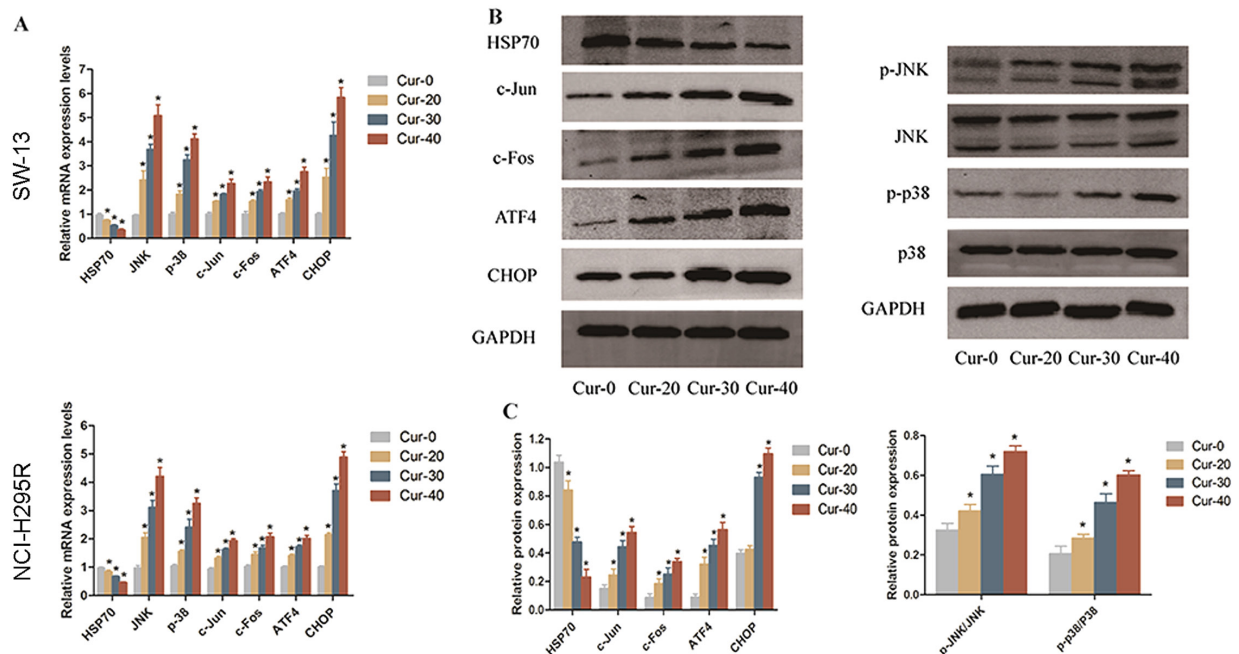 A
SW-13
Relative mRNA expression levels
7
6
5
4
3
2
1
0
* * * * * * * * * * * * * * * * * * * * *
HSP70 JNK p-38 c-Jun c-Fos ATF4 CHOP
Cur-0
Cur-20
Cur-30
Cur-40
NCI-H295R
Relative mRNA expression levels
6
5
4
3
2
1
0
* * * * * * * * * * * * * * * * * * * * *
HSP70 JNK p-38 c-Jun c-Fos ATF4 CHOP
Cur-0
Cur-20
Cur-30
Cur-40
B
HSP70
c-Jun
c-Fos
ATF4
CHOP
GAPDH
Cur-0 Cur-20 Cur-30 Cur-40
p-JNK
JNK
p-p38
p38
GAPDH
Cur-0 Cur-20 Cur-30 Cur-40
C
Relative protein expression
1.2
1.0
0.8
0.6
0.4
0.2
0.0
* * * * * * * * * * * * * *
HSP70 c-Jun c-Fos ATF4 CHOP
Cur-0
Cur-20
Cur-30
Cur-40
Relative protein expression
0.8
0.6
0.4
0.2
0.0
* * * * * *
p-JNK/JNK p-p38/P38
Cur-0
Cur-20
Cur-30
Cur-40